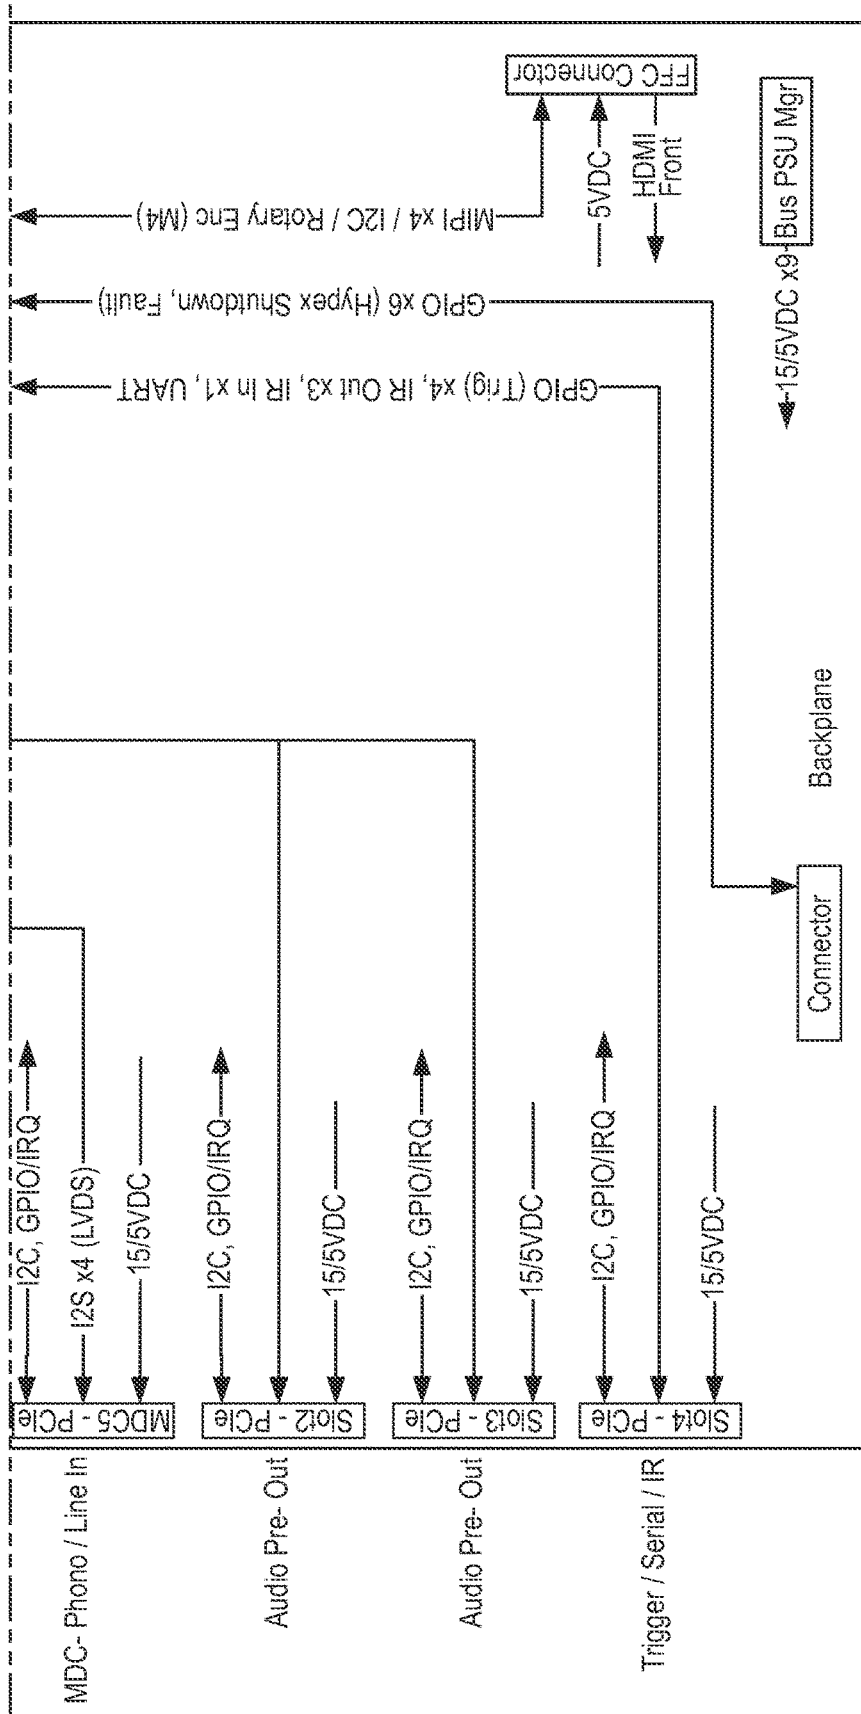 MDC- Phono / Line In
MDC5 - PCIe
I2C, GPIO/IRQ
I2S x4 (LVDS)
15/5VDC
Audio Pre- Out
Slot2 - PCIe
I2C, GPIO/IRQ
15/5VDC
Audio Pre- Out
Slot3 - PCIe
I2C, GPIO/IRQ
15/5VDC
Trigger / Serial / IR
Slot4 - PCIe
I2C, GPIO/IRQ
15/5VDC
GPIO (Trig) x4, IR Out x3, IR In x1, UART
GPIO x6 (Hypex Shutdown, Fault)
MIPI x4 / I2C / Rotary Enc (M4)
FFC Connector
5VDC
HDMI
Front
Connector
Backplane
15/5VDC x9
Bus PSU Mgr